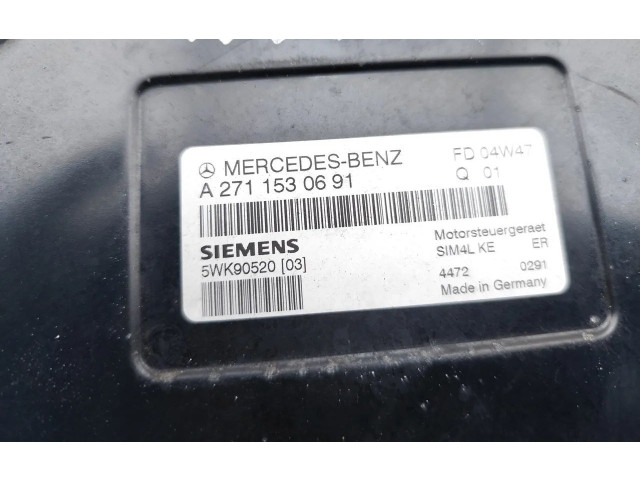 MERCEDES-BENZ FD 04W47
A 271 153 06 91 Q 01
SIEMENS Motorsteuergeraet
5WK90520 [03] SIM4L KE ER
4472 0291
Made in Germany